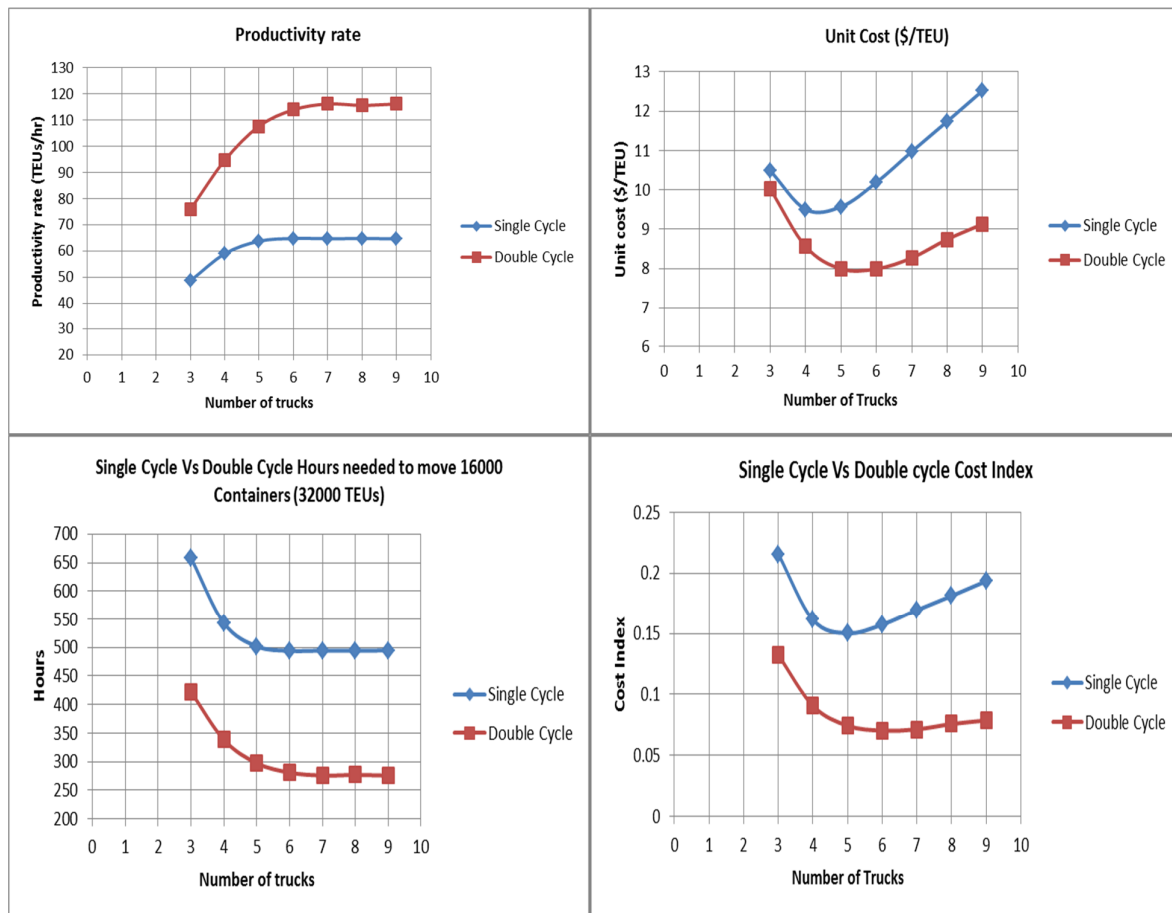 Productivity rate
Productivity rate (TEUs/hr)
130
120
110
100
90
80
70
60
50
40
30
20
0 1 2 3 4 5 6 7 8 9 10
Number of trucks
Single Cycle
Double Cycle
Unit Cost ($/TEU)
Unit cost ($/TEU)
13
12
11
10
9
8
7
6
0 1 2 3 4 5 6 7 8 9 10
Number of Trucks
Single Cycle
Double Cycle
Single Cycle Vs Double Cycle Hours needed to move 16000
Containers (32000 TEUs)
Hours
700
650
600
550
500
450
400
350
300
250
200
0 1 2 3 4 5 6 7 8 9 10
Number of trucks
Single Cycle
Double Cycle
Single Cycle Vs Double cycle Cost Index
Cost Index
0.25
0.2
0.15
0.1
0.05
0
0 1 2 3 4 5 6 7 8 9 10
Number of Trucks
Single Cycle
Double Cycle